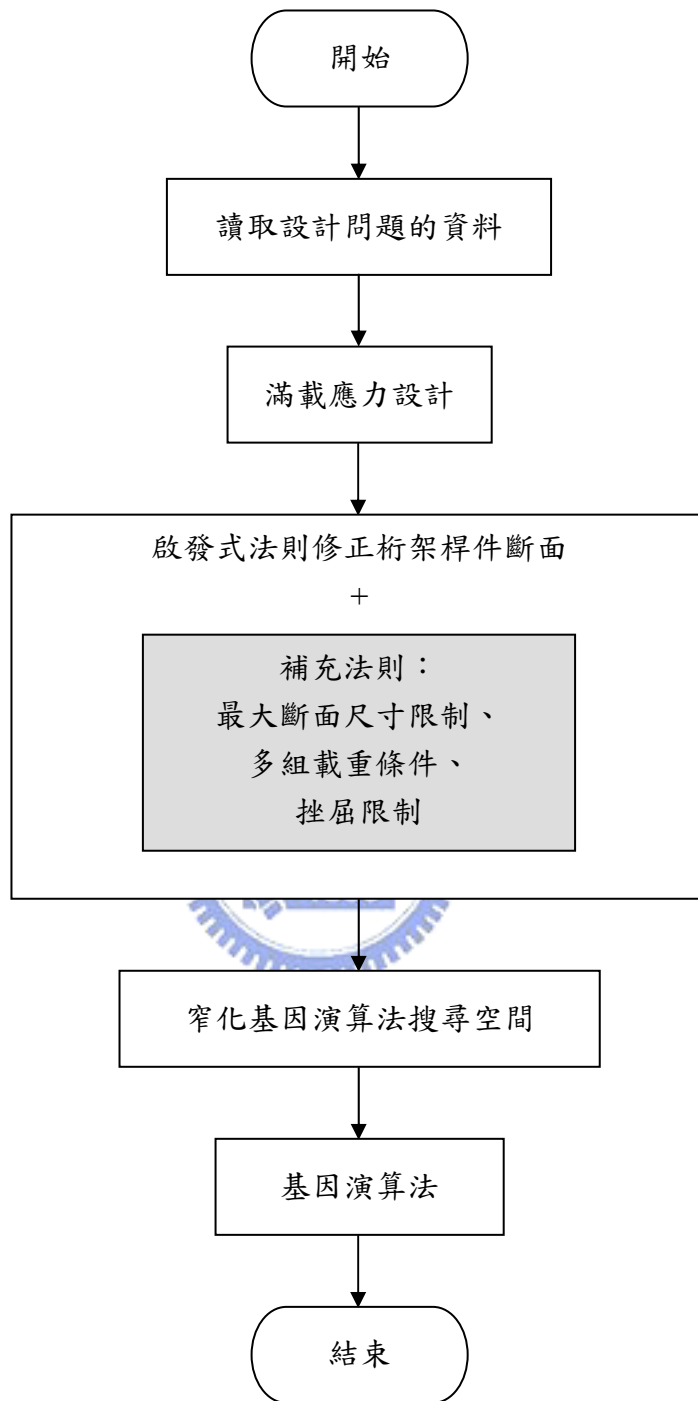 開始
讀取設計問題的資料
滿載應力設計
啟發式法則修正桁架桿件斷面
+
補充法則：
最大斷面尺寸限制、
多組載重條件、
挫屈限制
窄化基因演算法搜尋空間
基因演算法
結束